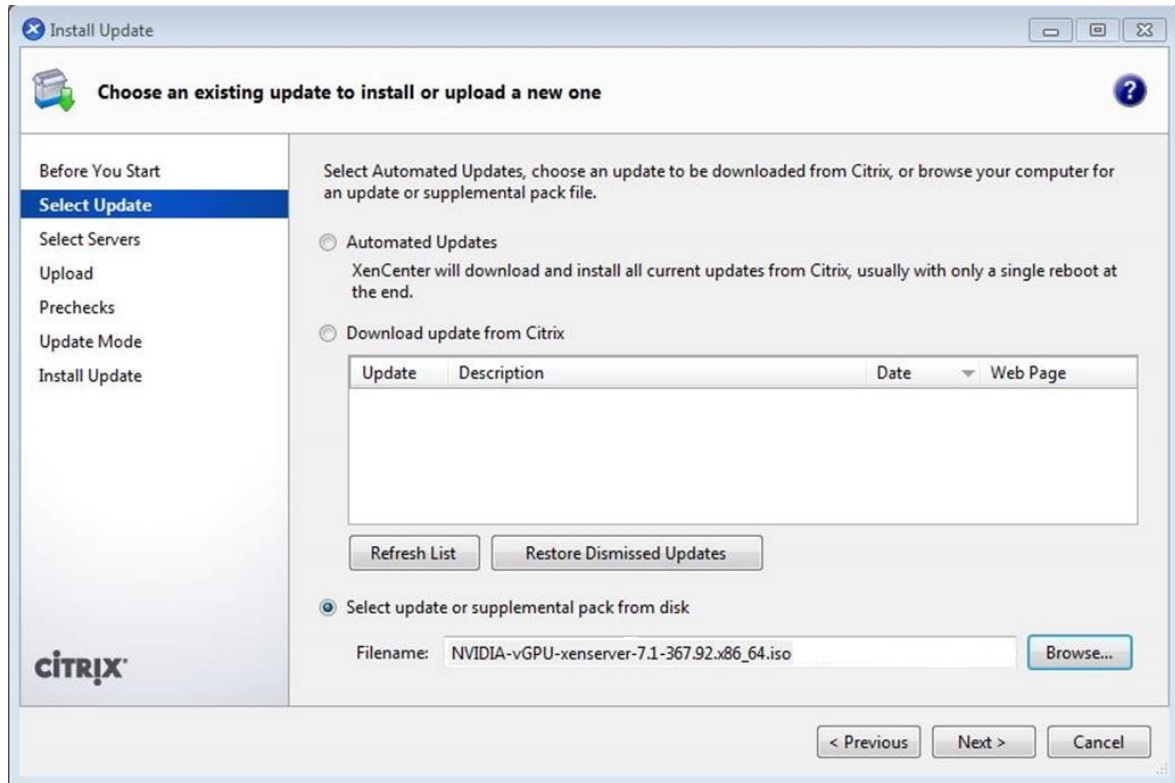 Install Update
Choose an existing update to install or upload a new one
?
Before You Start
Select Update
Select Servers
Upload
Prechecks
Update Mode
Install Update
CİTRIX
Select Automated Updates, choose an update to be downloaded from Citrix, or browse your computer for
an update or supplemental pack file.
Automated Updates
XenCenter will download and install all current updates from Citrix, usually with only a single reboot at
the end.
Download update from Citrix
Update Description Date Web Page
Refresh List Restore Dismissed Updates
Select update or supplemental pack from disk
Filename: NVIDIA-vGPU-xenserver-7.1-367.92.x86_64.iso Browse...
< Previous Next > Cancel